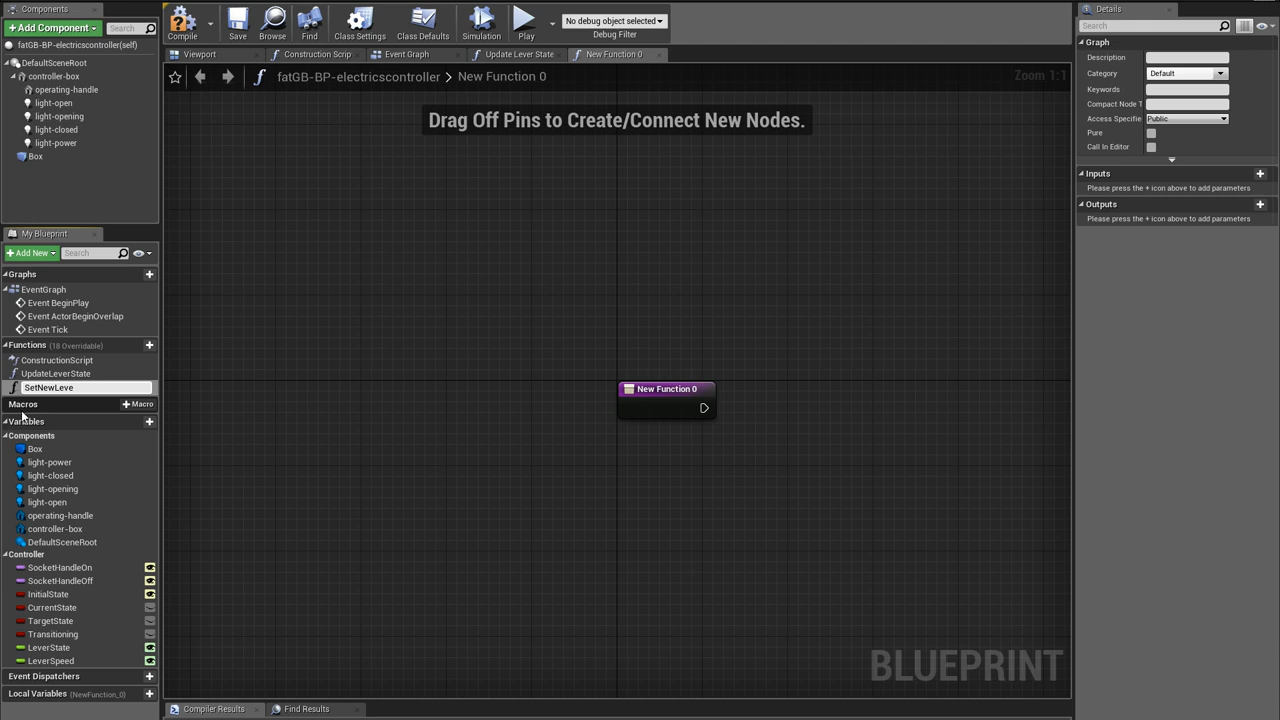 Components
Add Component
Search
fatGB-BP-electricscontroller(self)
DefaultSceneRoot
controller-box
operating-handle
light-open
light-opening
light-closed
light-power
Box
My Blueprint
Add New
Search
Graphs
EventGraph
Event BeginPlay
Event ActorBeginOverlap
Event Tick
Functions (18 Overridable)
ConstructionScript
UpdateLeverState
SetNewLeve
Macros
Macro
Variables
Components
Box
light-power
light-closed
light-opening
light-open
operating-handle
controller-box
DefaultSceneRoot
Controller
SocketHandleOn
SocketHandleOff
InitialState
CurrentState
TargetState
Transitioning
LeverState
LeverSpeed
Event Dispatchers
Local Variables (NewFunction_0)
Compile
Save
Browse
Find
Class Settings
Class Defaults
Simulation
Play
No debug object selected
Debug Filter
Viewport
Construction Scrip
Event Graph
Update Lever State
New Function 0
fatGB-BP-electricscontroller > New Function 0
Zoom 1:1
Drag Off Pins to Create/Connect New Nodes.
New Function 0
BLUEPRINT
Compiler Results
Find Results
Details
Search
Graph
Description
Category
Default
Keywords
Compact Node T
Access Specifie
Public
Pure
Call In Editor
Inputs
Please press the + icon above to add parameters
Outputs
Please press the + icon above to add parameters